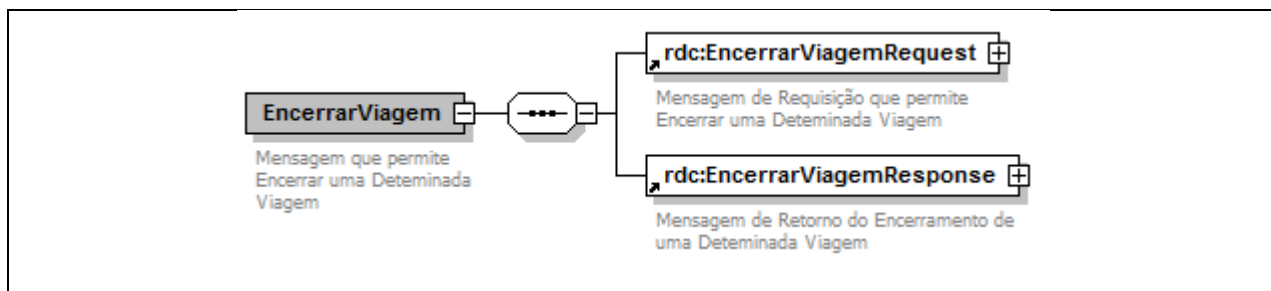 rdc:EncerrarViagemRequest
Mensagem de Requisição que permite
Encerrar uma Deteminada Viagem
EncerrarViagem
Mensagem que permite
Encerrar uma Deteminada
Viagem
rdc:EncerrarViagemResponse
Mensagem de Retorno do Encerramento de
uma Deteminada Viagem